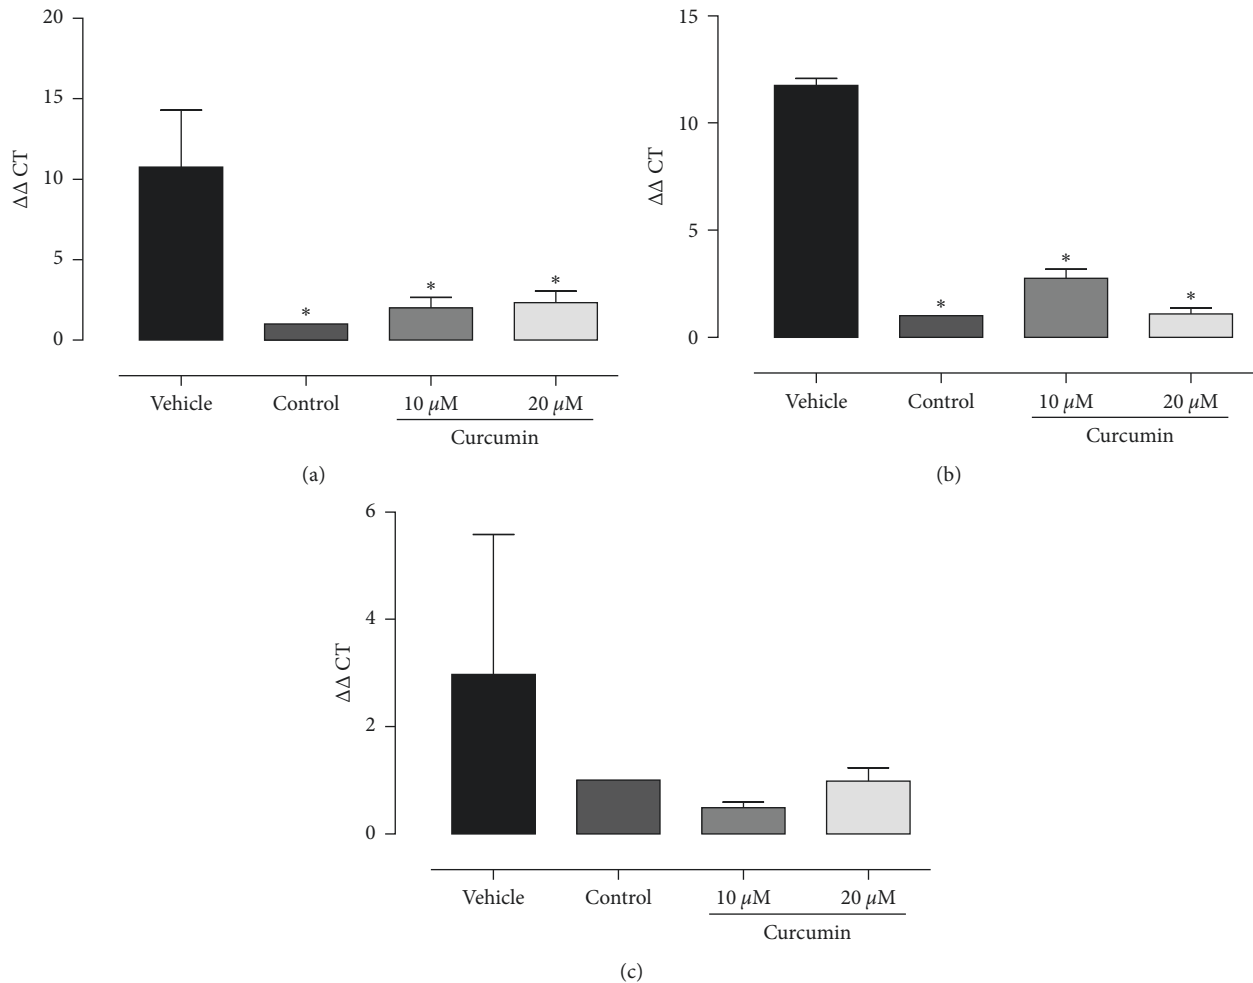 20
15
10
5
0
ΔΔ CT
*
*
*
Vehicle
Control
10 μM
20 μM
Curcumin
(a)
15
10
5
0
ΔΔ CT
*
*
*
Vehicle
Control
10 μM
20 μM
Curcumin
(b)
6
4
2
0
ΔΔ CT
Vehicle
Control
10 μM
20 μM
Curcumin
(c)